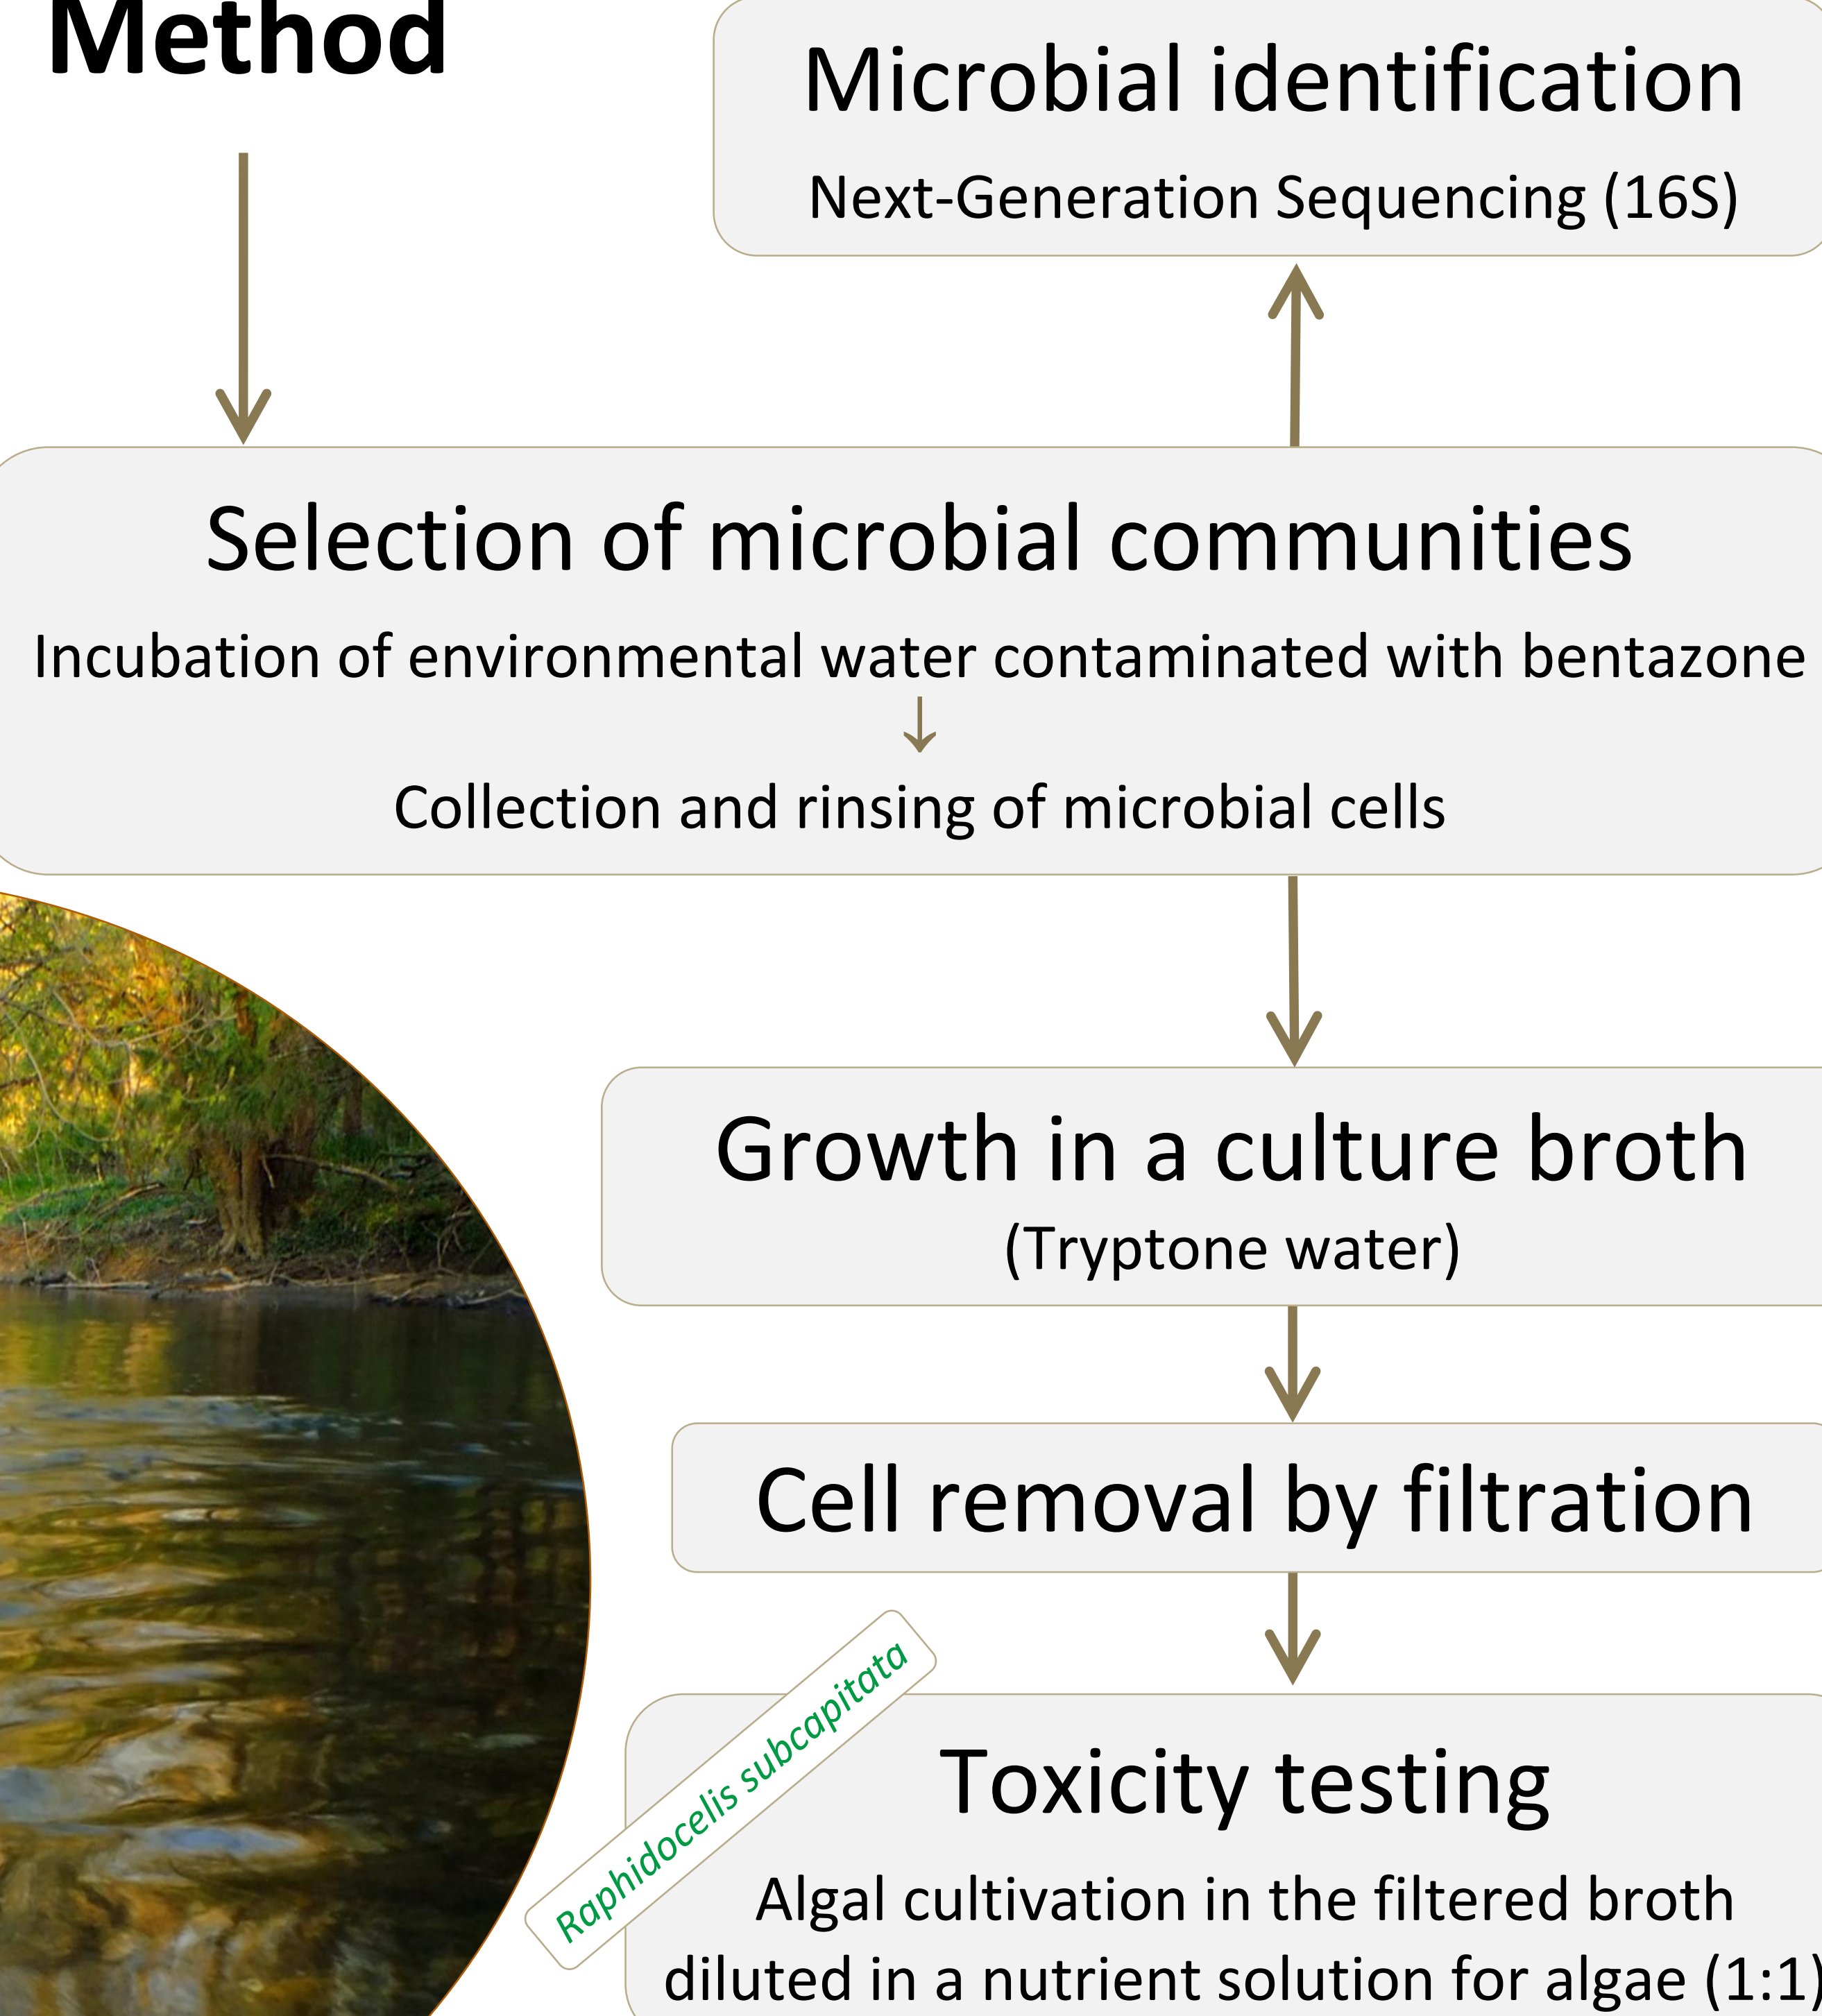 Method
Microbial identification
Next-Generation Sequencing (16S)
Selection of microbial communities
Incubation of environmental water contaminated with bentazone
↓
Collection and rinsing of microbial cells
Growth in a culture broth
(Tryptone water)
Cell removal by filtration
Raphidocelis subcapitata
Toxicity testing
Algal cultivation in the filtered broth
diluted in a nutrient solution for algae (1:1)